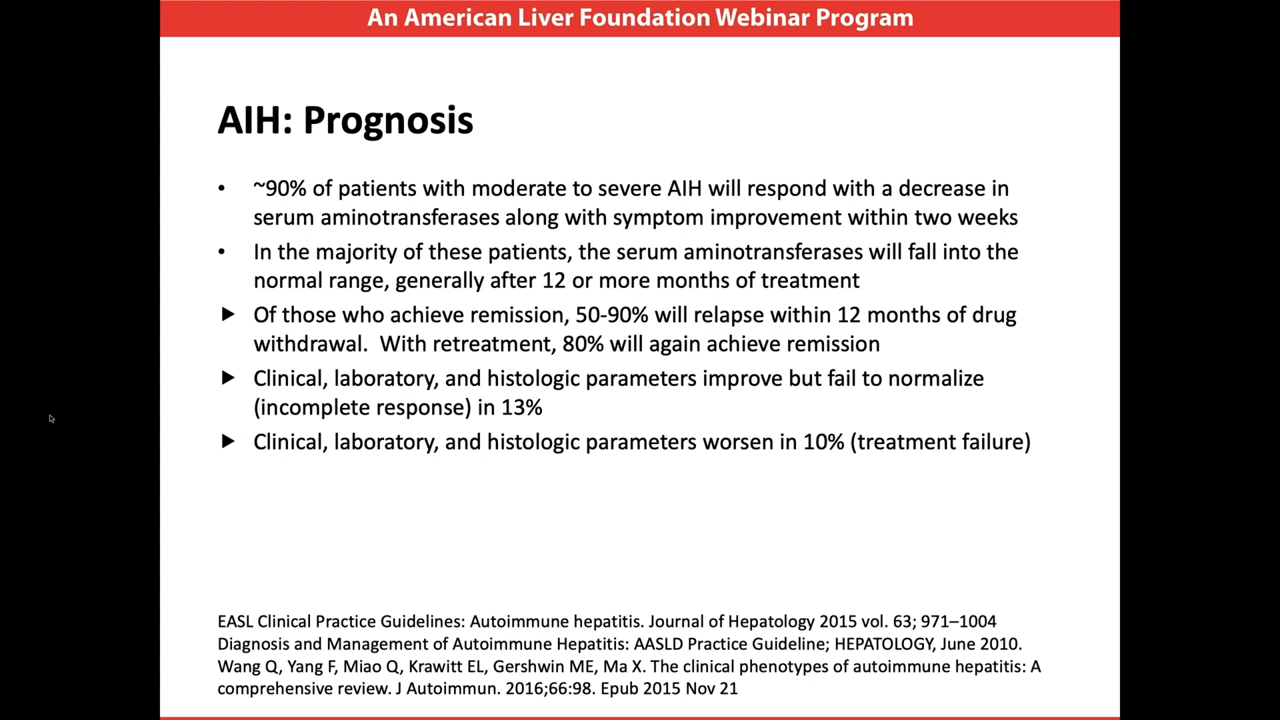 An American Liver Foundation Webinar Program
AIH: Prognosis
• ~90% of patients with moderate to severe AIH will respond with a decrease in
serum aminotransferases along with symptom improvement within two weeks
• In the majority of these patients, the serum aminotransferases will fall into the
normal range, generally after 12 or more months of treatment
▶ Of those who achieve remission, 50-90% will relapse within 12 months of drug
withdrawal.  With retreatment, 80% will again achieve remission
▶ Clinical, laboratory, and histologic parameters improve but fail to normalize
(incomplete response) in 13%
▶ Clinical, laboratory, and histologic parameters worsen in 10% (treatment failure)
EASL Clinical Practice Guidelines: Autoimmune hepatitis. Journal of Hepatology 2015 vol. 63; 971–1004
Diagnosis and Management of Autoimmune Hepatitis: AASLD Practice Guideline; HEPATOLOGY, June 2010.
Wang Q, Yang F, Miao Q, Krawitt EL, Gershwin ME, Ma X. The clinical phenotypes of autoimmune hepatitis: A
comprehensive review. J Autoimmun. 2016;66:98. Epub 2015 Nov 21